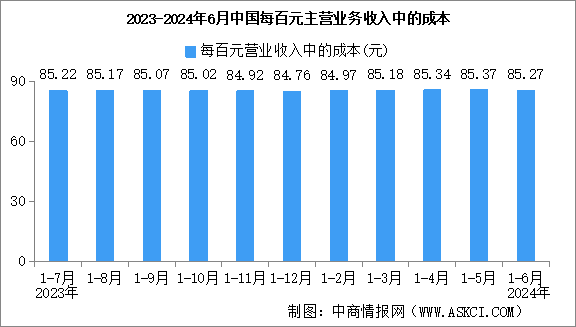 2023-2024年6月中国每百元主营业务收入中的成本
每百元营业收入中的成本(元)
85.22 85.17 85.07 85.02 84.92 84.76 84.97 85.18 85.34 85.37 85.27
90
60
30
0
1-7月 1-8月 1-9月 1-10月 1-11月 1-12月 1-2月 1-3月 1-4月 1-5月 1-6月
2023年 2024年
制图：中商情报网（www.ASKCI.COM）